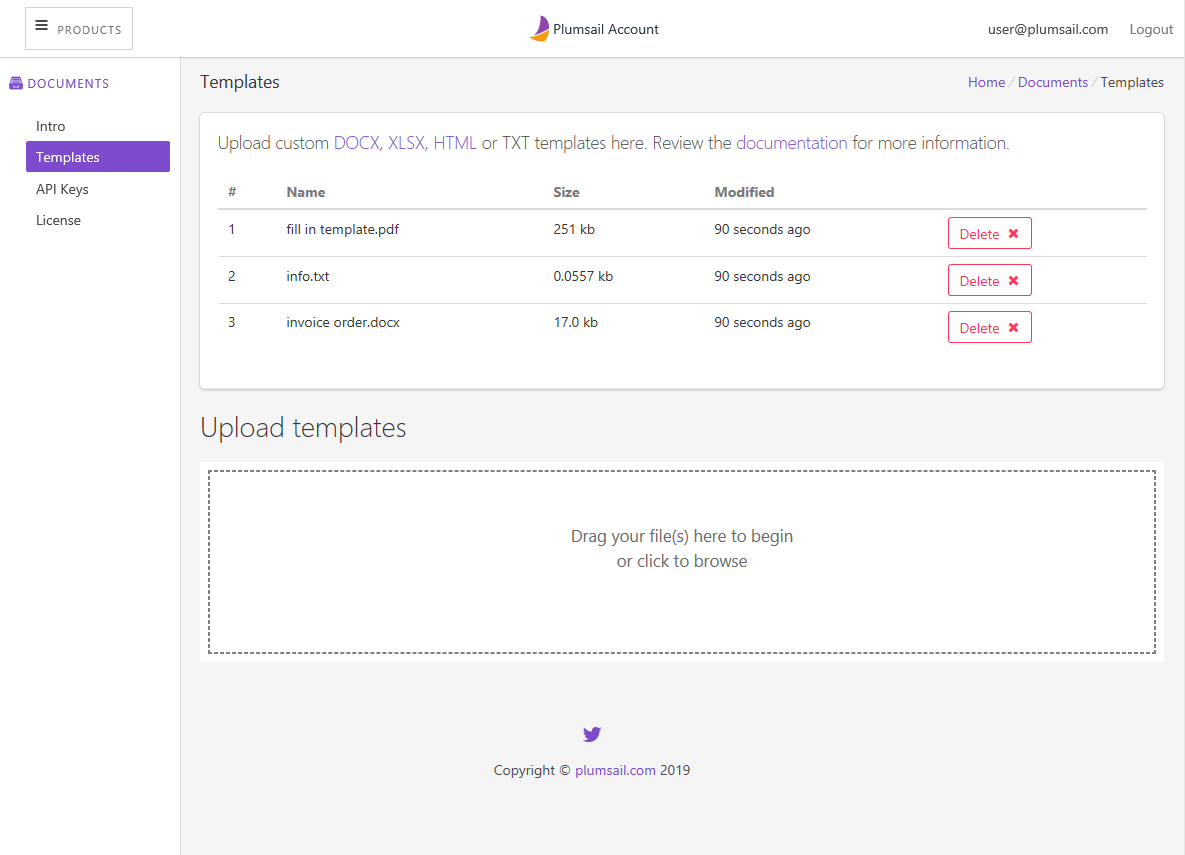 PRODUCTS
Plumsail Account
user@plumsail.com Logout
DOCUMENTS
Intro
Templates
API Keys
License
Templates
Home / Documents / Templates
Upload custom DOCX, XLSX, HTML or TXT templates here. Review the documentation for more information.
# Name Size Modified
1 fill in template.pdf 251 kb 90 seconds ago Delete
2 info.txt 0.0557 kb 90 seconds ago Delete
3 invoice order.docx 17.0 kb 90 seconds ago Delete
Upload templates
Drag your file(s) here to begin
or click to browse
Copyright © plumsail.com 2019